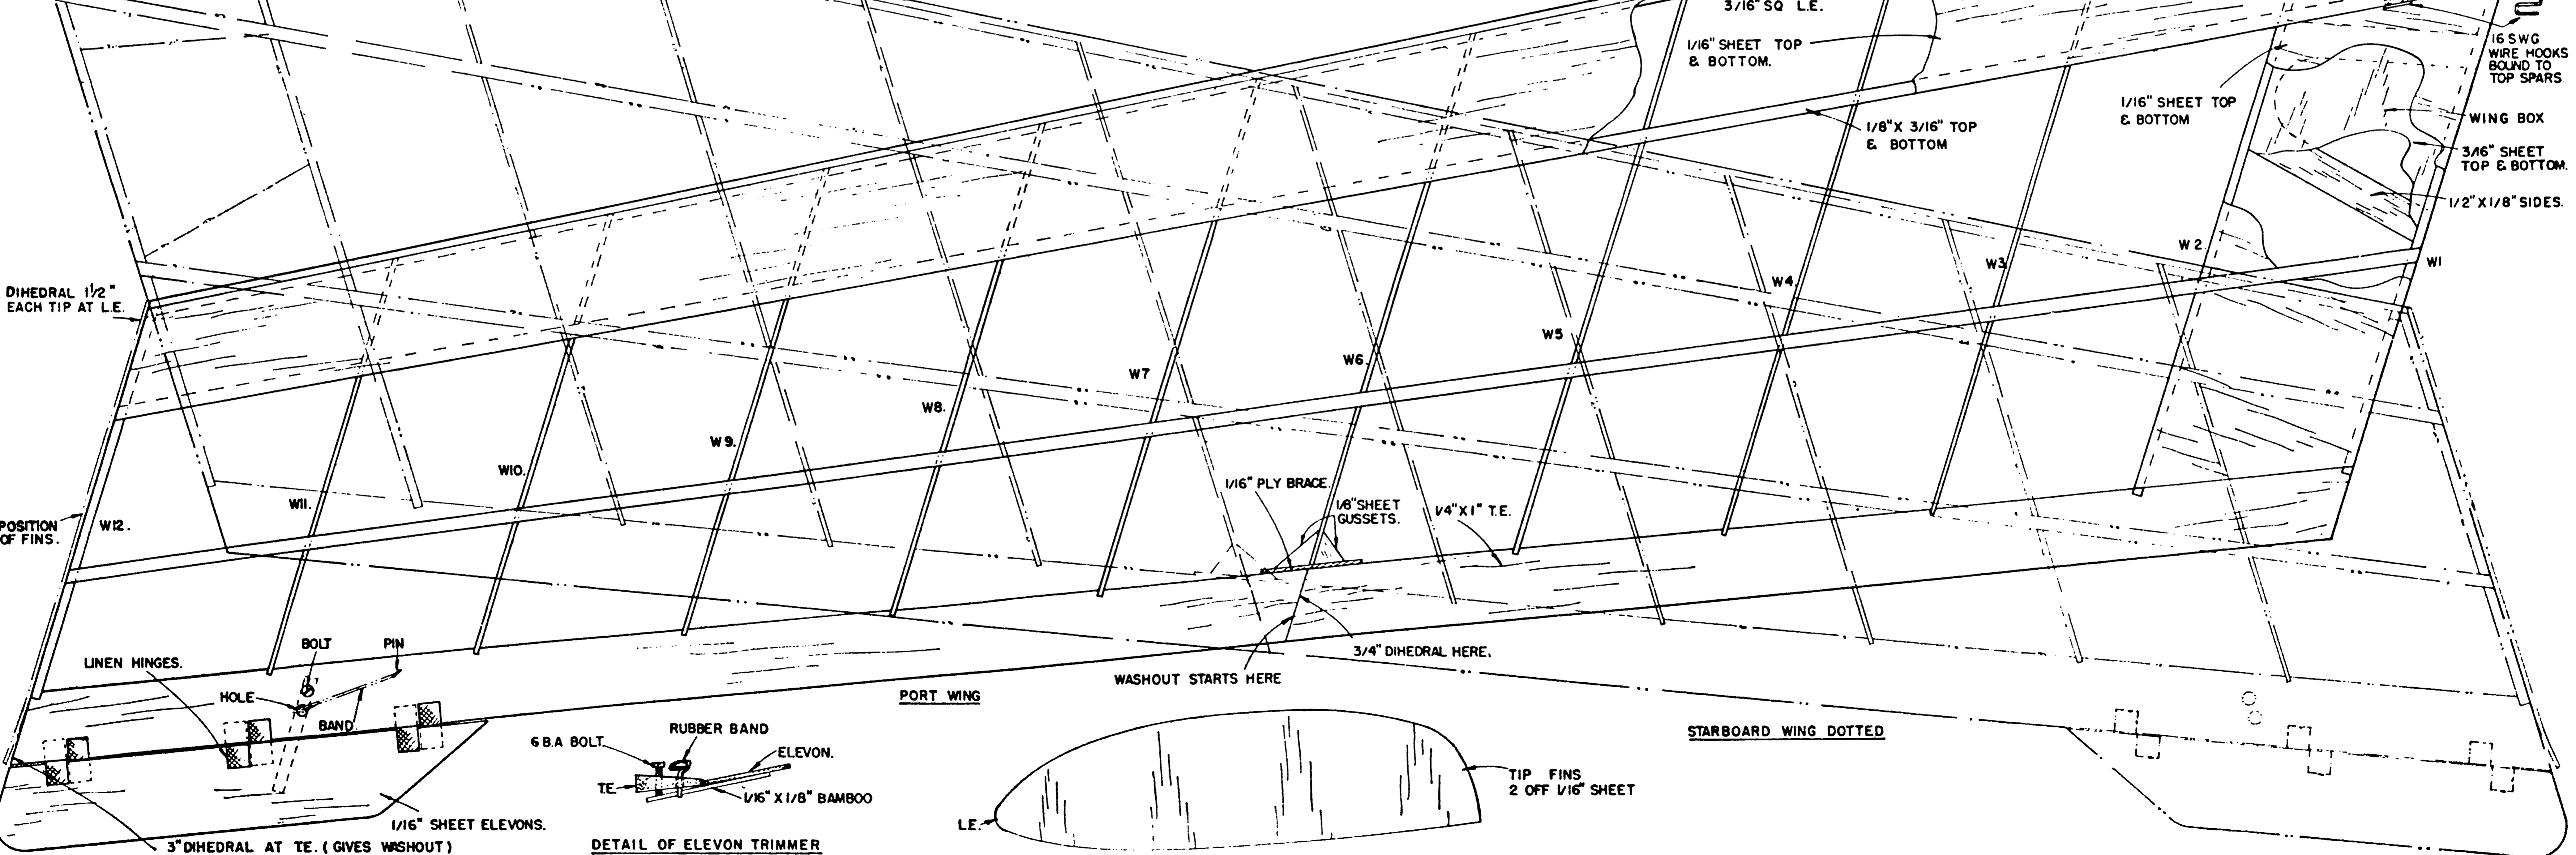 3/16" SQ L.E.
1/16" SHEET TOP
& BOTTOM.
16 SWG
WIRE HOOKS
BOUND TO
TOP SPARS
1/16" SHEET TOP
& BOTTOM
WING BOX
1/8" X 3/16" TOP
& BOTTOM
3/16" SHEET
TOP & BOTTOM.
1/2" X 1/8" SIDES.
W1
W2.
W3.
W4.
W5
W6.
W7
W8.
W9.
W10.
W11.
W12.
DIHEDRAL 1 1/2"
EACH TIP AT L.E.
POSITION
OF FINS.
1/16" PLY BRACE.
1/8" SHEET
GUSSETS.
1/4" X 1" T.E.
3/4" DIHEDRAL HERE.
WASHOUT STARTS HERE
LINEN HINGES.
BOLT
PIN
HOLE
BAND
PORT WING
STARBOARD WING DOTTED
6 B.A BOLT.
RUBBER BAND
ELEVON.
T.E
1/16" X 1/8" BAMBOO
DETAIL OF ELEVON TRIMMER
1/16" SHEET ELEVONS.
3" DIHEDRAL AT T.E. ( GIVES WASHOUT )
L.E.
TIP FINS
2 OFF 1/16" SHEET